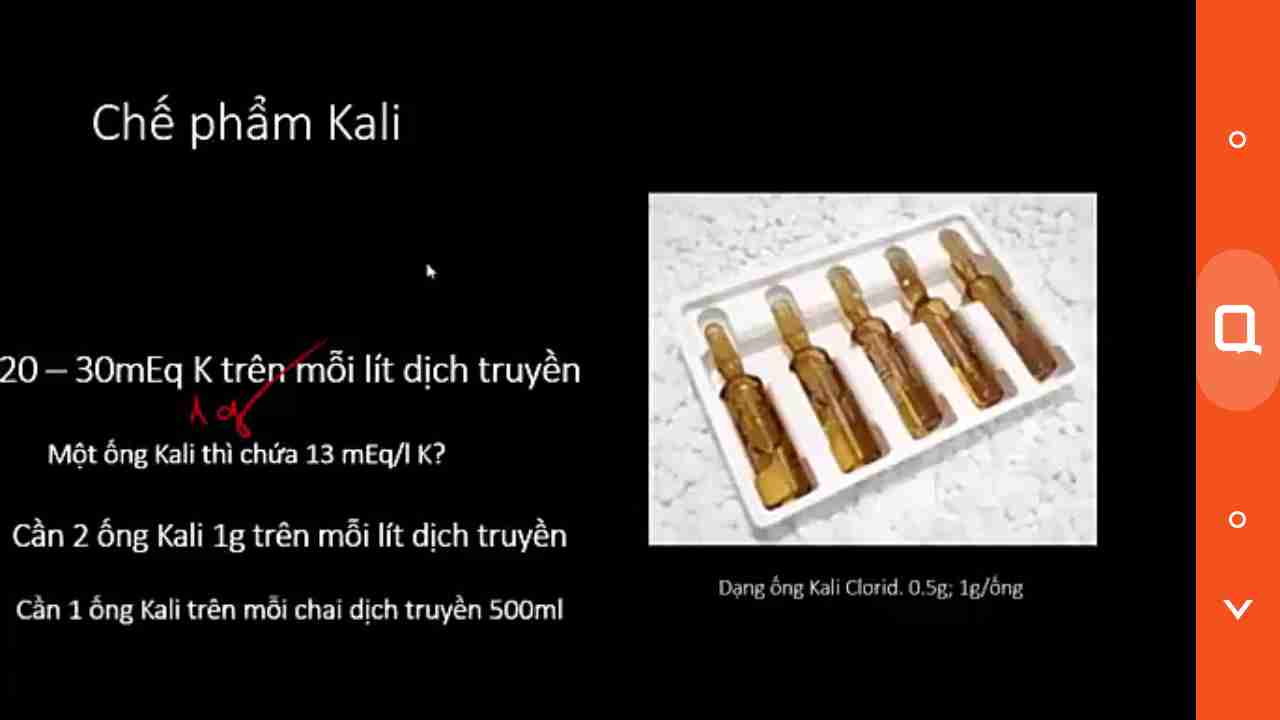 Chế phẩm Kali
20 – 30mEq K trên mỗi lít dịch truyền
1g
Một ống Kali thì chứa 13 mEq/l K?
Cần 2 ống Kali 1g trên mỗi lít dịch truyền
Cần 1 ống Kali trên mỗi chai dịch truyền 500ml
Dạng ống Kali Clorid. 0.5g; 1g/ống